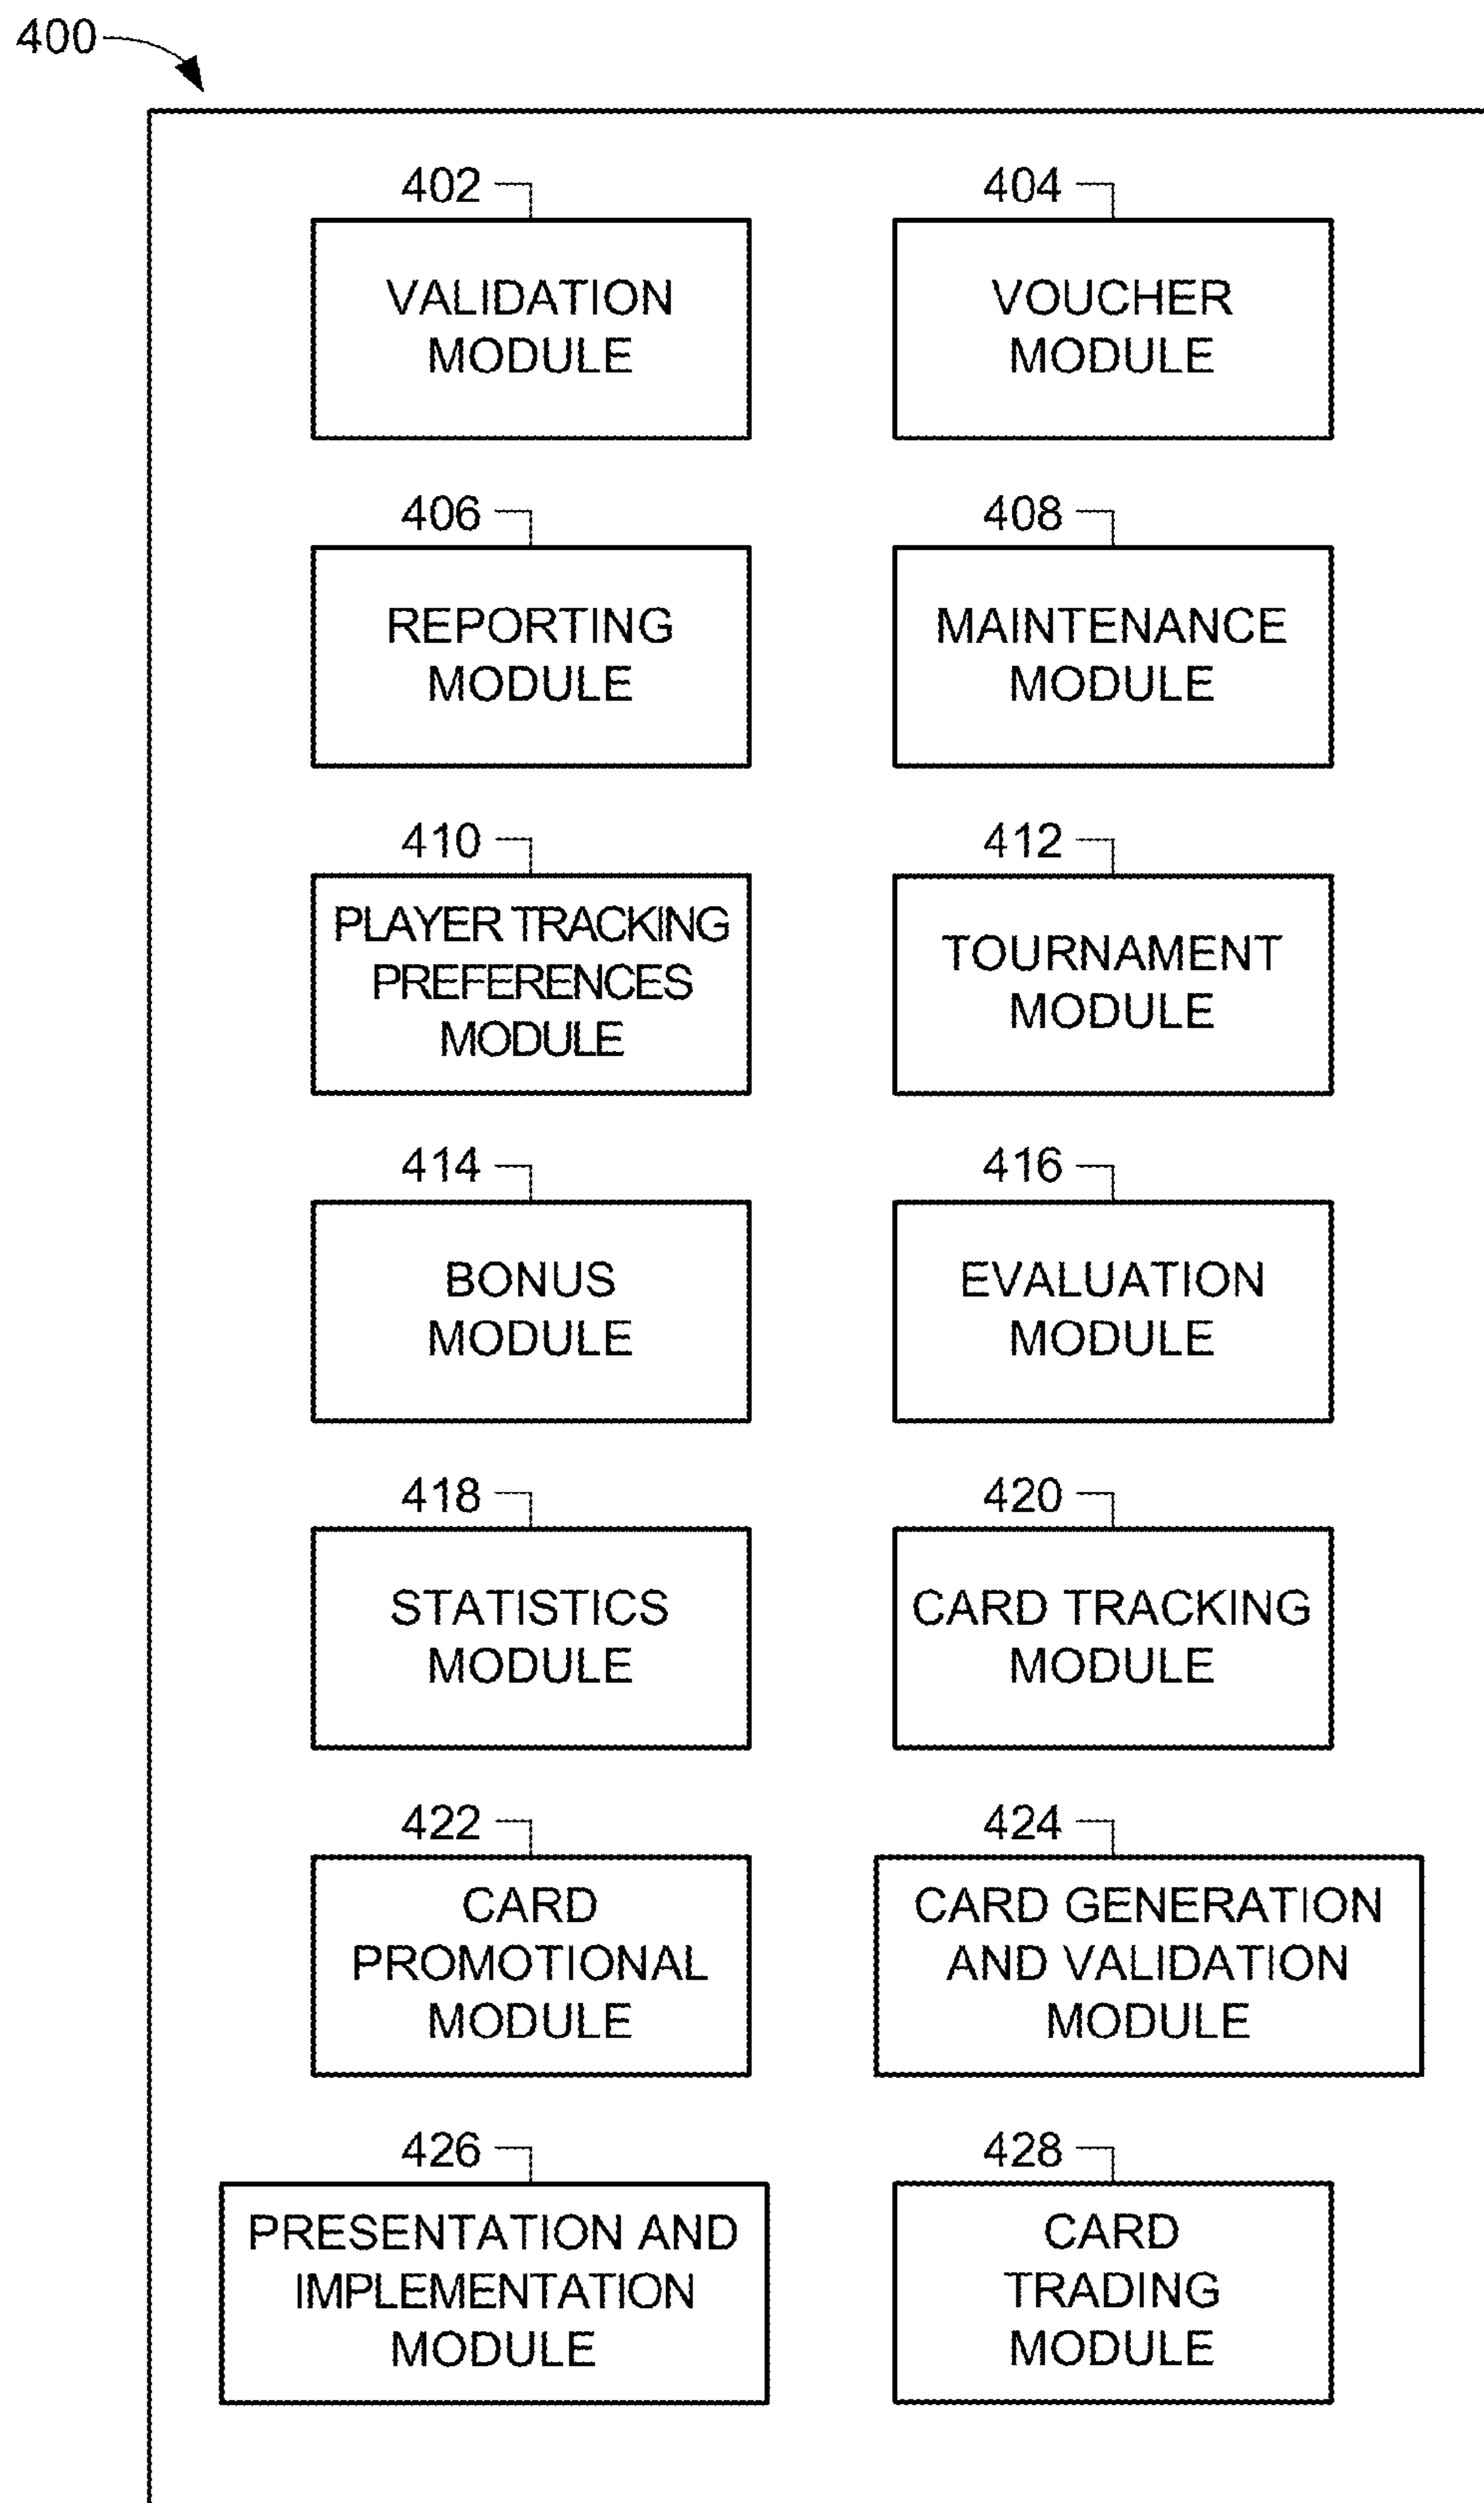 400
402
VALIDATION
MODULE
404
VOUCHER
MODULE
406
REPORTING
MODULE
408
MAINTENANCE
MODULE
410
PLAYER TRACKING
PREFERENCES
MODULE
412
TOURNAMENT
MODULE
414
BONUS
MODULE
416
EVALUATION
MODULE
418
STATISTICS
MODULE
420
CARD TRACKING
MODULE
422
CARD
PROMOTIONAL
MODULE
424
CARD GENERATION
AND VALIDATION
MODULE
426
PRESENTATION AND
IMPLEMENTATION
MODULE
428
CARD
TRADING
MODULE